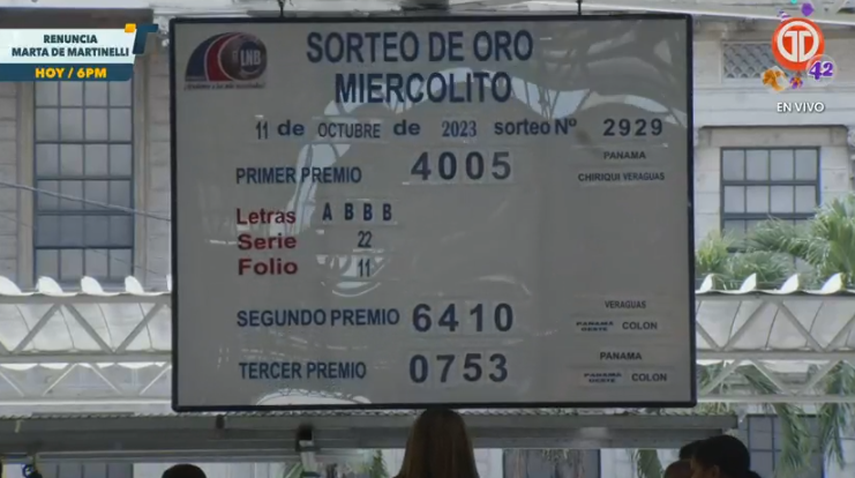 RENUNCIA
MARTA DE MARTINELLI
HOY / 6PM
42
EN VIVO
LNB
SORTEO DE ORO
MIERCOLITO
11 de OCTUBRE de 2023 sorteo Nº 2929
PRIMER PREMIO 4005 PANAMA
CHIRIQUI VERAGUAS
Letras A B B B
Serie 22
Folio 11
SEGUNDO PREMIO 6410 VERAGUAS
PANAMA OESTE COLON
TERCER PREMIO 0753 PANAMA
PANAMA OESTE COLON